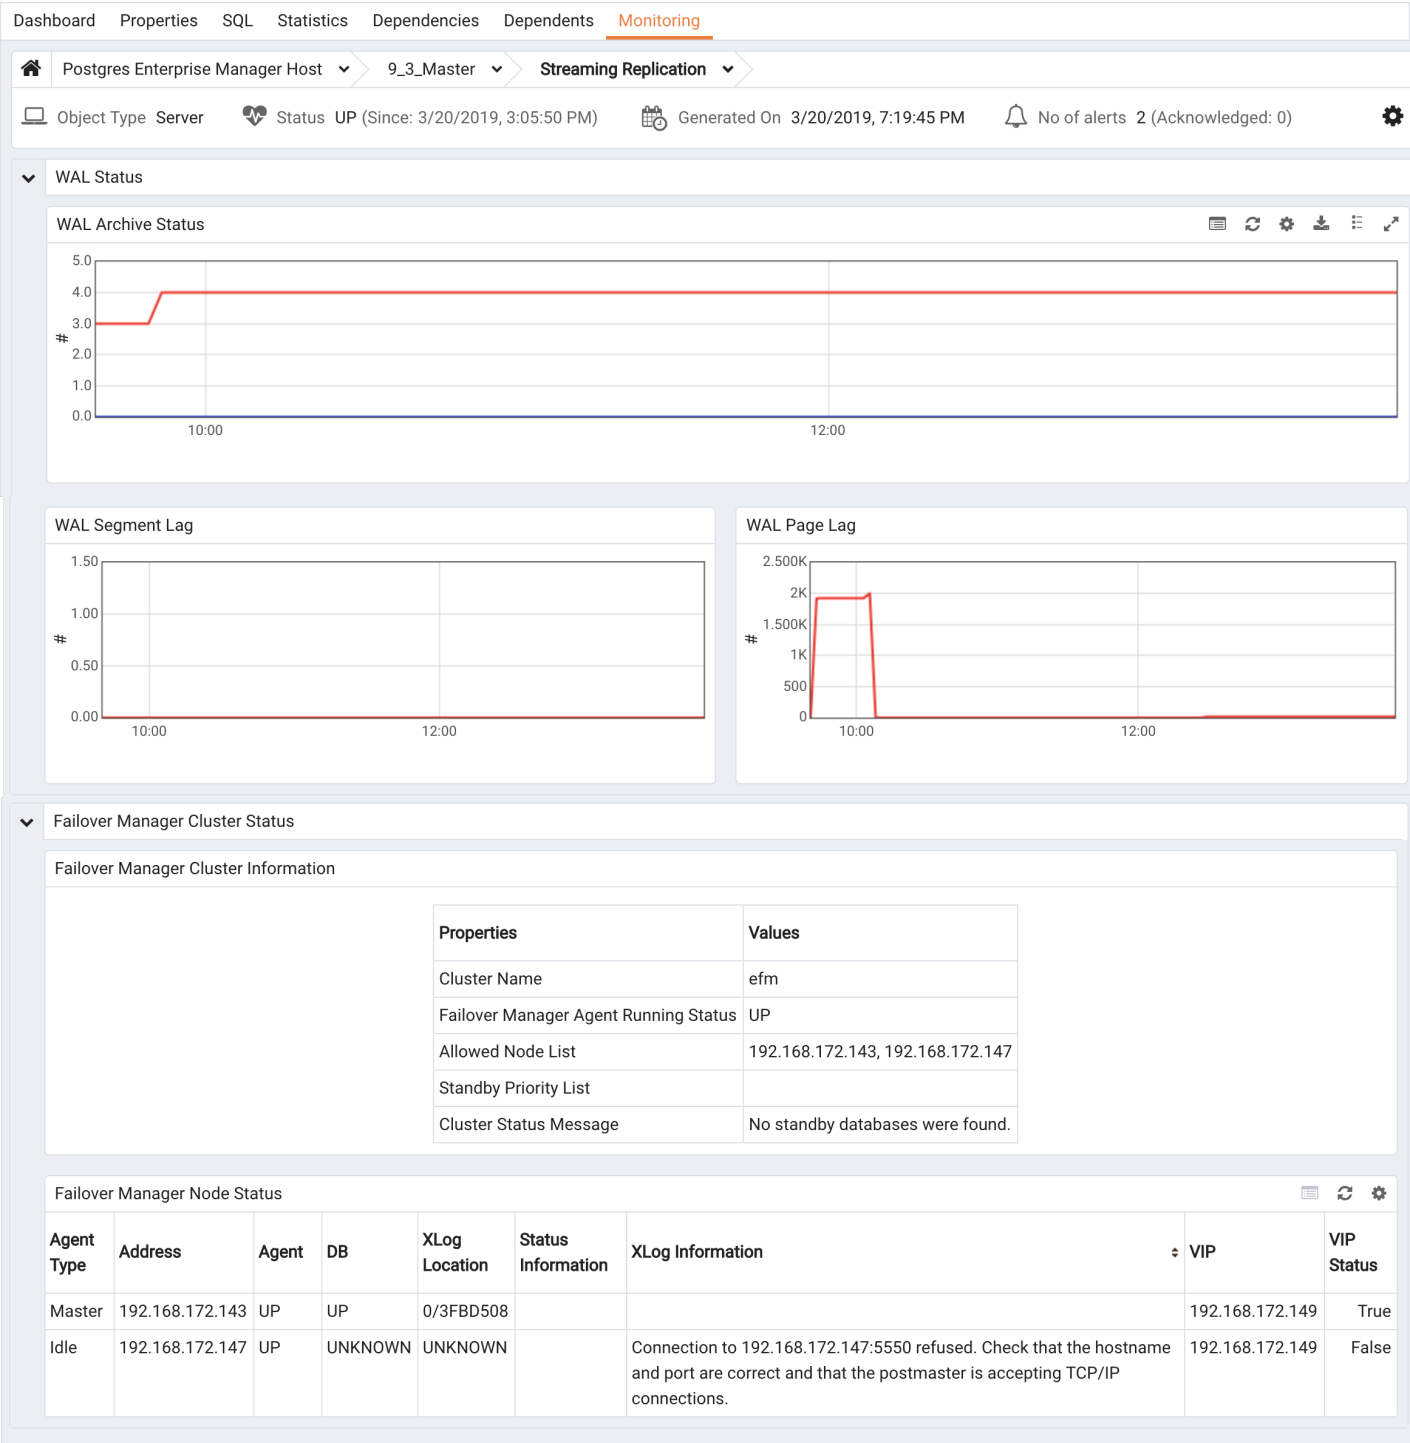 Dashboard Properties SQL Statistics Dependencies Dependents Monitoring
Postgres Enterprise Manager Host 9_3_Master Streaming Replication
Object Type Server Status UP (Since: 3/20/2019, 3:05:50 PM) Generated On 3/20/2019, 7:19:45 PM No of alerts 2 (Acknowledged: 0)
WAL Status
WAL Archive Status
5.0
4.0
3.0
#
2.0
1.0
0.0
10:00 12:00
WAL Segment Lag
1.50
1.00
#
0.50
0.00
10:00 12:00
WAL Page Lag
2.500K
2K
1.500K
#
1K
500
0
10:00 12:00
Failover Manager Cluster Status
Failover Manager Cluster Information
Properties Values
Cluster Name efm
Failover Manager Agent Running Status UP
Allowed Node List 192.168.172.143, 192.168.172.147
Standby Priority List
Cluster Status Message No standby databases were found.
Failover Manager Node Status
Agent Type Address Agent DB XLog Location Status Information XLog Information VIP VIP Status
Master 192.168.172.143 UP UP 0/3FBD508 192.168.172.149 True
Idle 192.168.172.147 UP UNKNOWN UNKNOWN Connection to 192.168.172.147:5550 refused. Check that the hostname 192.168.172.149 False
and port are correct and that the postmaster is accepting TCP/IP
connections.